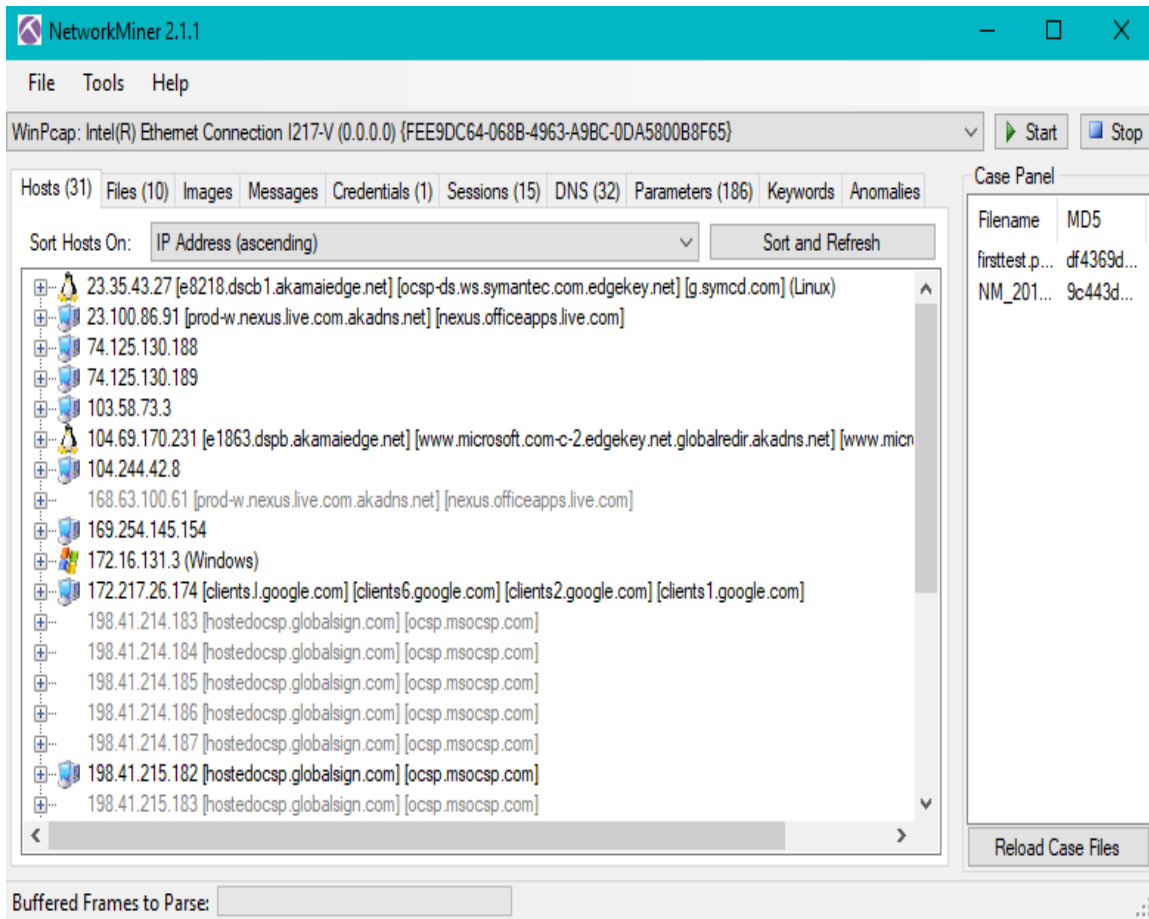 NetworkMiner 2.1.1
File Tools Help
WinPcap: Intel(R) Ethernet Connection I217-V (0.0.0.0) {FEE9DC64-068B-4963-A9BC-0DA5800B8F65}
Start Stop
Hosts (31) Files (10) Images Messages Credentials (1) Sessions (15) DNS (32) Parameters (186) Keywords Anomalies
Sort Hosts On: IP Address (ascending) Sort and Refresh
23.35.43.27 [e8218.dscb1.akamaiedge.net] [ocsp-ds.ws.symantec.com.edgekey.net] [g.symcd.com] (Linux)
23.100.86.91 [prod-w.nexus.live.com.akadns.net] [nexus.officeapps.live.com]
74.125.130.188
74.125.130.189
103.58.73.3
104.69.170.231 [e1863.dspb.akamaiedge.net] [www.microsoft.com-c-2.edgekey.net.globalredir.akadns.net] [www.micr
104.244.42.8
168.63.100.61 [prod-w.nexus.live.com.akadns.net] [nexus.officeapps.live.com]
169.254.145.154
172.16.131.3 (Windows)
172.217.26.174 [clients.l.google.com] [clients6.google.com] [clients2.google.com] [clients1.google.com]
198.41.214.183 [hostedocsp.globalsign.com] [ocsp.msocsp.com]
198.41.214.184 [hostedocsp.globalsign.com] [ocsp.msocsp.com]
198.41.214.185 [hostedocsp.globalsign.com] [ocsp.msocsp.com]
198.41.214.186 [hostedocsp.globalsign.com] [ocsp.msocsp.com]
198.41.214.187 [hostedocsp.globalsign.com] [ocsp.msocsp.com]
198.41.215.182 [hostedocsp.globalsign.com] [ocsp.msocsp.com]
198.41.215.183 [hostedocsp.globalsign.com] [ocsp.msocsp.com]
Case Panel
Filename MD5
firsttest.p... df4369d...
NM_201... 9c443d...
Reload Case Files
Buffered Frames to Parse: